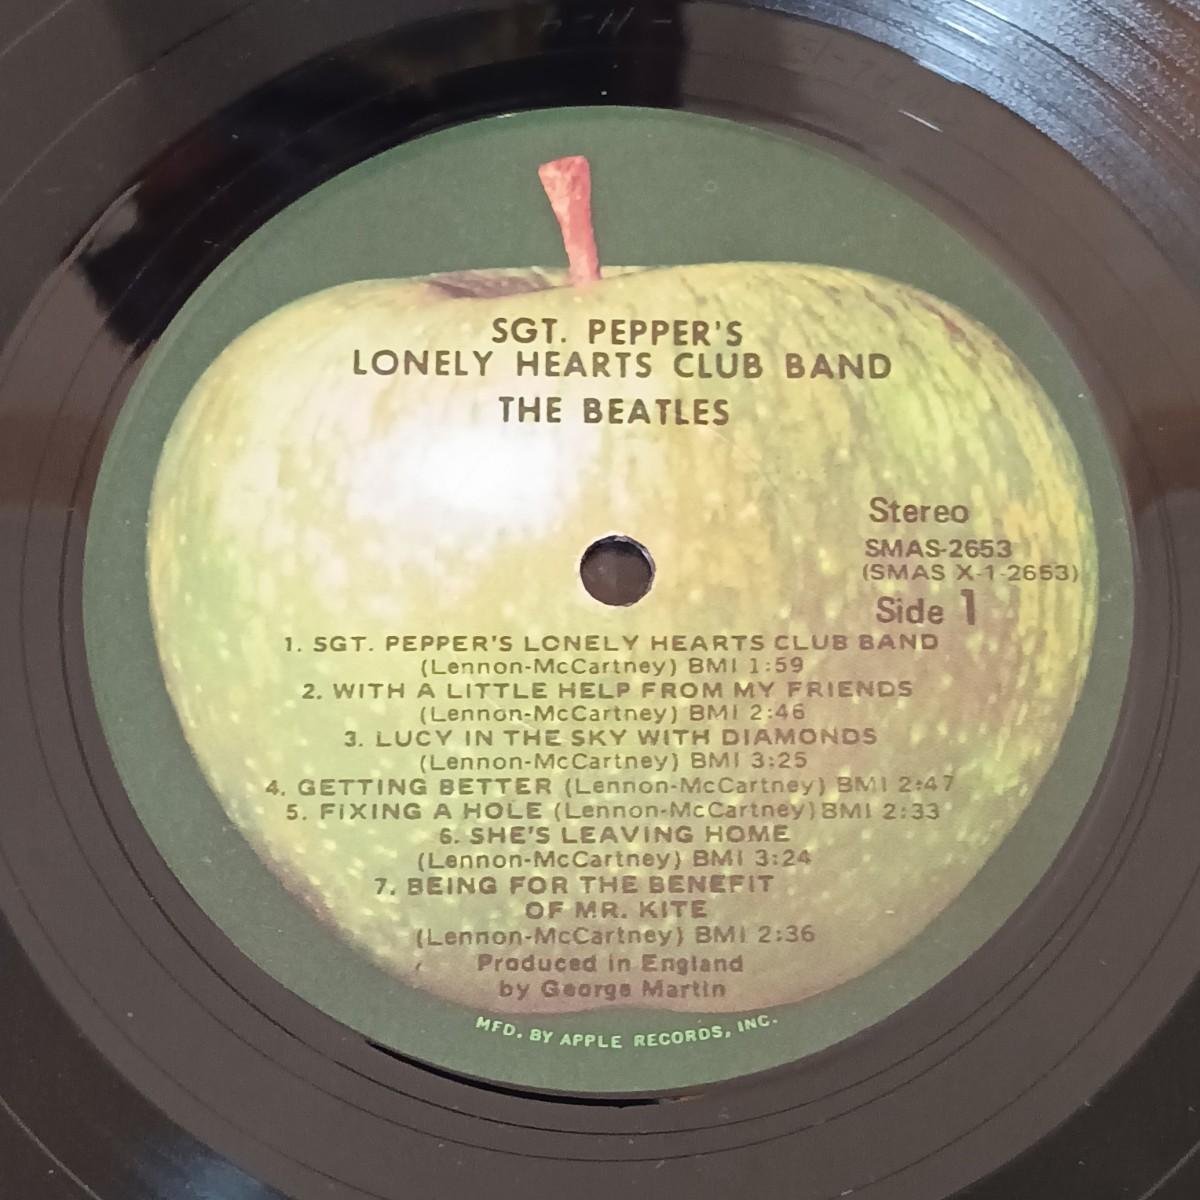 SGT. PEPPER'S
LONELY HEARTS CLUB BAND
THE BEATLES
Stereo
SMAS-2653
(SMAS X-1-2653)
Side 1
1. SGT. PEPPER'S LONELY HEARTS CLUB BAND
(Lennon-McCartney) BMI 1:59
2. WITH A LITTLE HELP FROM MY FRIENDS
(Lennon-McCartney) BMI 2:46
3. LUCY IN THE SKY WITH DIAMONDS
(Lennon-McCartney) BMI 3:25
4. GETTING BETTER (Lennon-McCartney) BMI 2:47
5. FIXING A HOLE (Lennon-McCartney) BMI 2:33
6. SHE'S LEAVING HOME
(Lennon-McCartney) BMI 3:24
7. BEING FOR THE BENEFIT
OF MR. KITE
(Lennon-McCartney) BMI 2:36
Produced in England
by George Martin
MFD. BY APPLE RECORDS, INC.